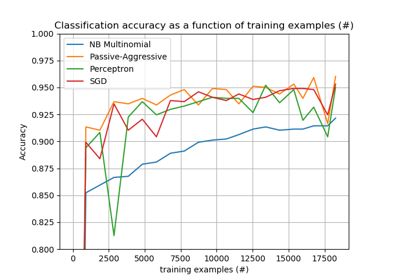 Classification accuracy as a function of training examples (#)
1.000
NB Multinomial
Passive-Aggressive
0.975
Perceptron
SGD
0.950
0.925
0.900
Accuracy
0.875
0.850
0.825
0.800
0 2500 5000 7500 10000 12500 15000 17500
training examples (#)